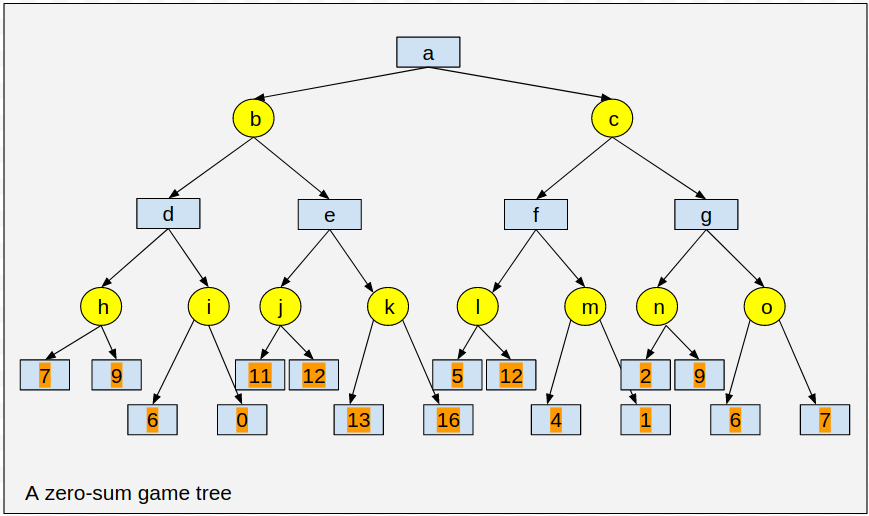 a
b c
d e f g
h i j k l m n o
7 9 11 12 5 12 2 9
6 0 13 16 4 1 6 7
A zero-sum game tree